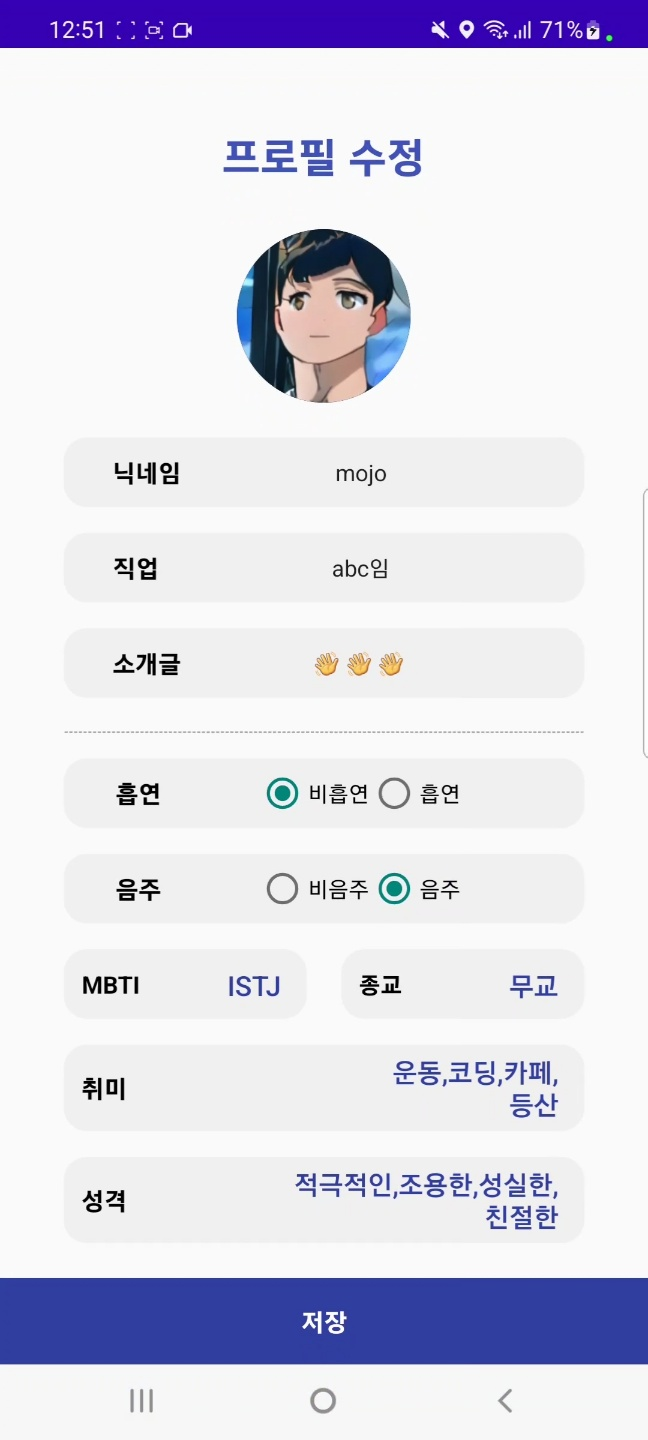 12:51 71%
프로필 수정
닉네임 mojo
직업 abc임
소개글 👋👋👋
흡연 비흡연 흡연
음주 비음주 음주
MBTI ISTJ 종교 무교
취미 운동,코딩,카페,
등산
성격 적극적인,조용한,성실한,
친절한
저장